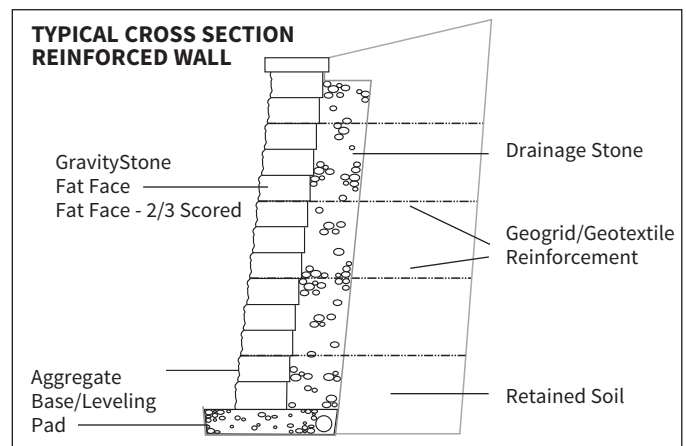 TYPICAL CROSS SECTION
REINFORCED WALL
GravityStone
Fat Face
Fat Face - 2/3 Scored
Drainage Stone
Geogrid/Geotextile
Reinforcement
Aggregate
Base/Leveling
Pad
Retained Soil